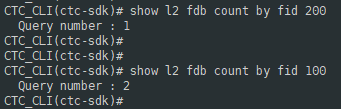 CTC_CLI(ctc-sdk)# show l2 fdb count by fid 200
  Query number : 1
CTC_CLI(ctc-sdk)#
CTC_CLI(ctc-sdk)#
CTC_CLI(ctc-sdk)# show l2 fdb count by fid 100
  Query number : 2
CTC_CLI(ctc-sdk)#